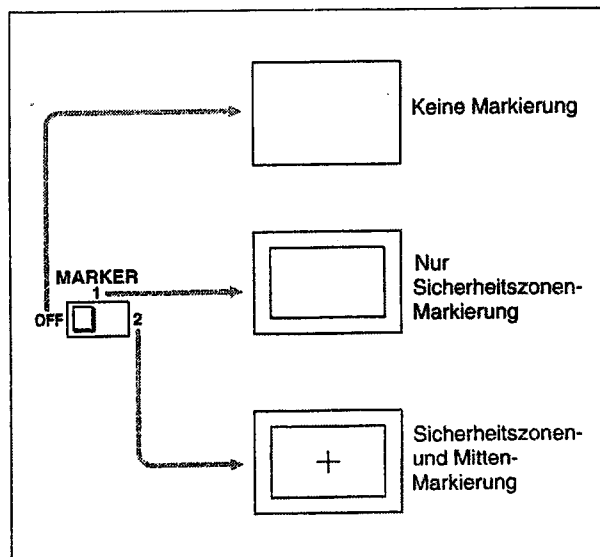 Keine Markierung
MARKER
1
OFF
2
Nur
Sicherheitszonen-
Markierung
Sicherheitszonen-
und Mitten-
Markierung